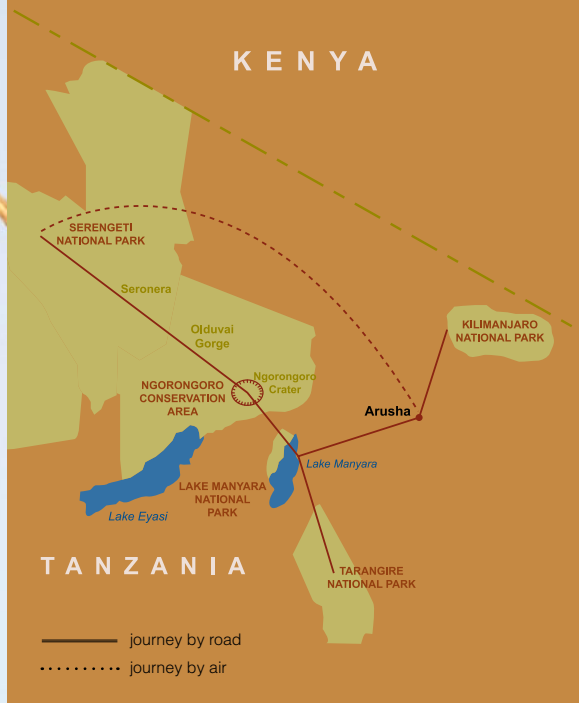 KENYA
SERENGETI
NATIONAL PARK
Seronera
Olduvai
Gorge
KILIMANJARO
NATIONAL PARK
Ngorongoro
Crater
NGORONGORO
CONSERVATION
AREA
Arusha
Lake Manyara
LAKE MANYARA
NATIONAL
PARK
Lake Eyasi
TANZANIA
TARANGIRE
NATIONAL PARK
journey by road
journey by air